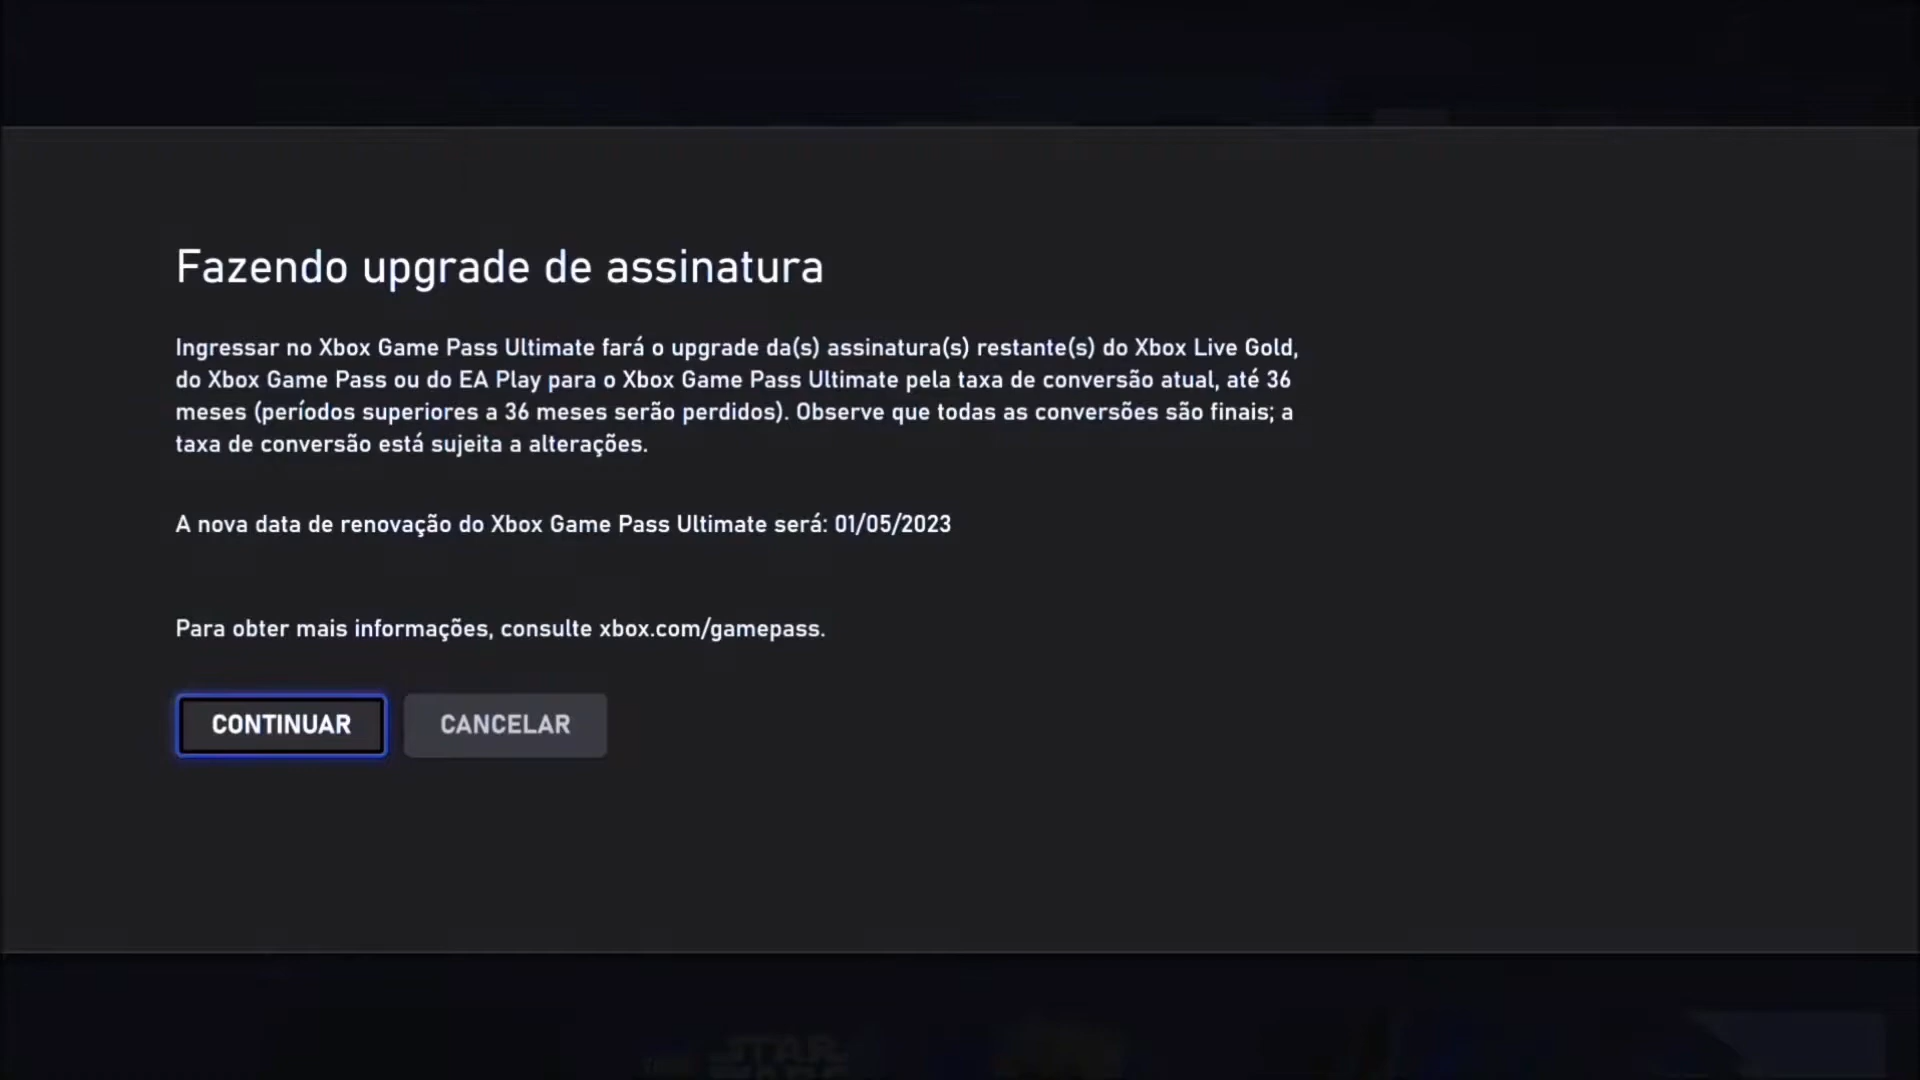 Fazendo upgrade de assinatura
Ingressar no Xbox Game Pass Ultimate fará o upgrade da(s) assinatura(s) restante(s) do Xbox Live Gold,
do Xbox Game Pass ou do EA Play para o Xbox Game Pass Ultimate pela taxa de conversão atual, até 36
meses (períodos superiores a 36 meses serão perdidos). Observe que todas as conversões são finais; a
taxa de conversão está sujeita a alterações.
A nova data de renovação do Xbox Game Pass Ultimate será: 01/05/2023
Para obter mais informações, consulte xbox.com/gamepass.
CONTINUAR CANCELAR
STAR